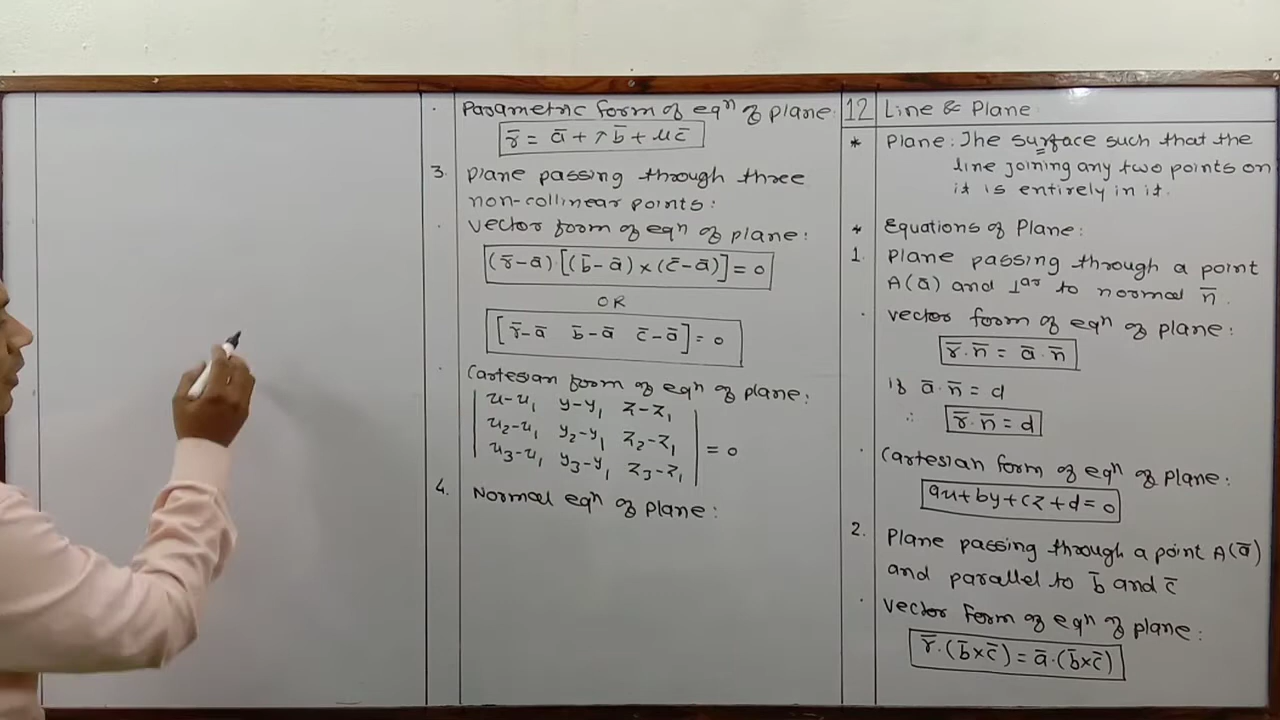 12 Line & Plane:
* Plane: The surface such that the
line joining any two points on
it is entirely in it.
* Equations of Plane:
1. Plane passing through a point
A(ā) and ⊥ar to normal n̄.
· Vector form of eqn of plane:
r̄·n̄ = ā·n̄
if ā·n̄ = d
∴ r̄·n̄ = d
· Cartesian form of eqn of plane:
ax+by+cz+d=0
2. Plane passing through a point A(ā)
and parallel to b̄ and c̄
· Vector form of eqn of plane:
r̄·(b̄×c̄) = ā·(b̄×c̄)
· Parametric form of eqn of plane:
r̄ = ā + λb̄ + μc̄
3. Plane passing through three
non-collinear points:
· Vector form of eqn of plane:
(r̄-ā)·[(b̄-ā)×(c̄-ā)] = 0
OR
[r̄-ā b̄-ā c̄-ā] = 0
· Cartesian form of eqn of plane:
| x-x₁ y-y₁ z-z₁ |
| x₂-x₁ y₂-y₁ z₂-z₁ | = 0
| x₃-x₁ y₃-y₁ z₃-z₁ |
4. Normal eqn of plane: